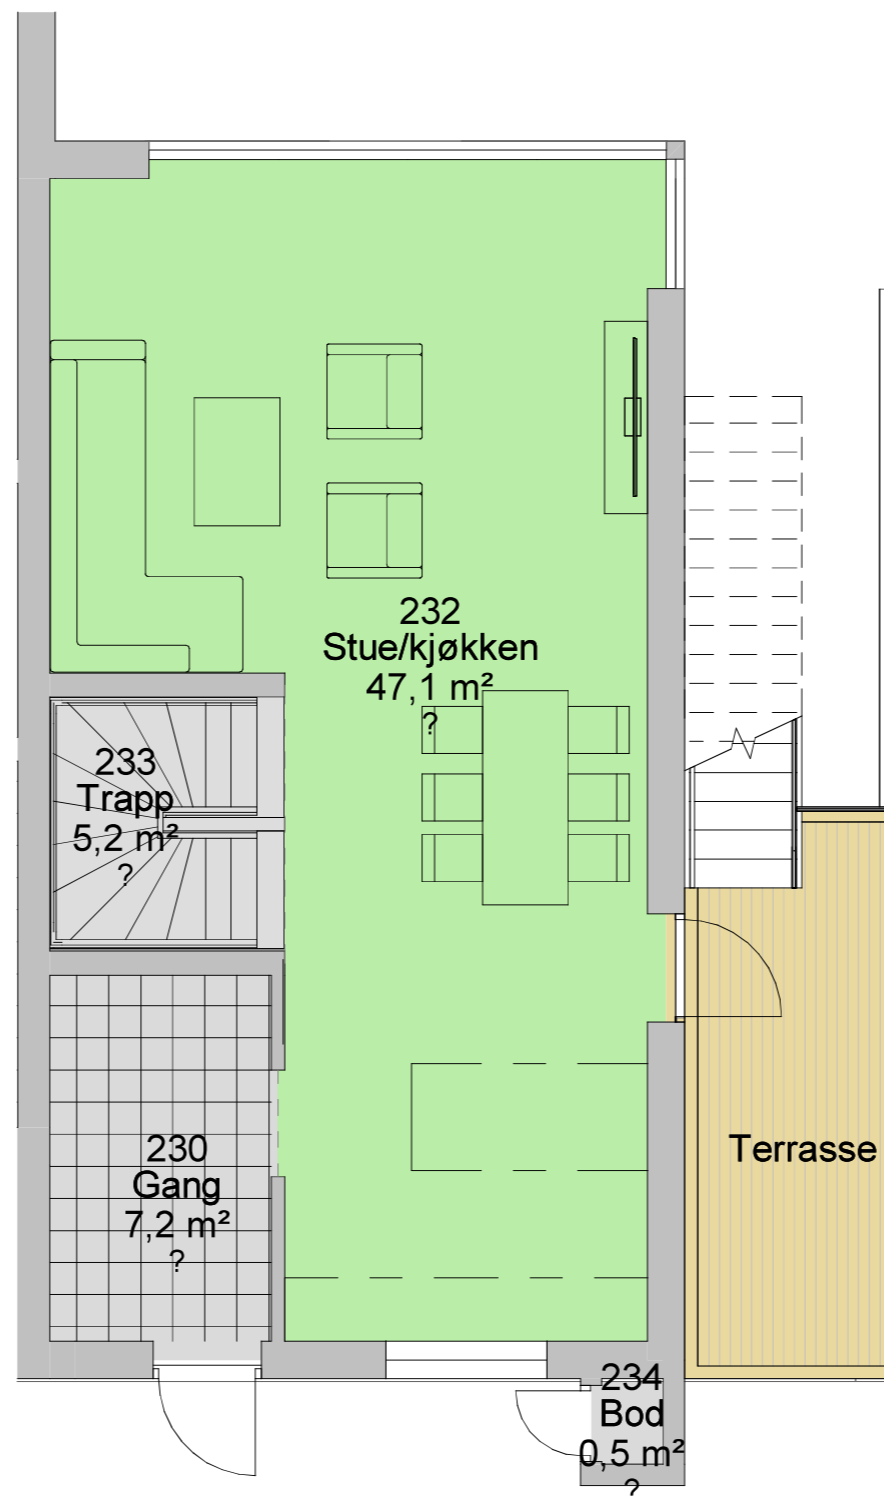 232
Stue/kjøkken
47,1 m²
?
233
Trapp
5,2 m²
?
230
Gang
7,2 m²
?
Terrasse
234
Bod
0,5 m²
?